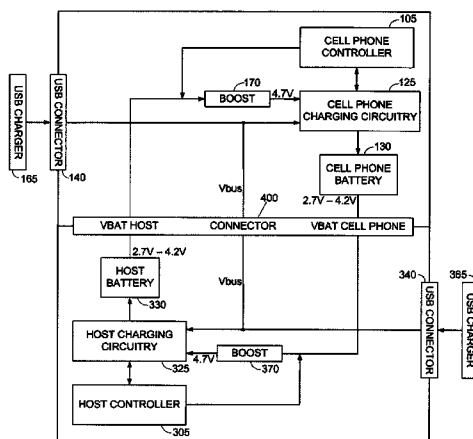 105
CELL PHONE
CONTROLLER
170
125
BOOST
4.7V
CELL PHONE
CHARGING CIRCUITRY
USB CHARGER
165
USB CONNECTOR
140
130
CELL PHONE
BATTERY
2.7V – 4.2V
Vbus
400
VBAT HOST
CONNECTOR
VBAT CELL PHONE
2.7V – 4.2V
HOST
BATTERY
330
Vbus
340
USB CONNECTOR
365
USB CHARGER
HOST CHARGING
CIRCUITRY
325
4.7V
BOOST
370
HOST CONTROLLER
305